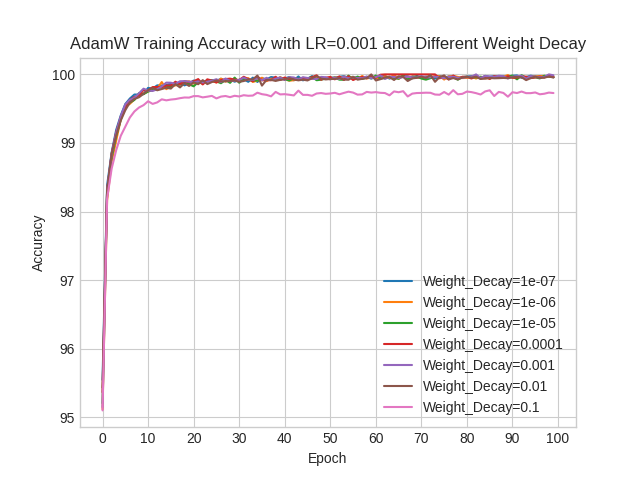 AdamW Training Accuracy with LR=0.001 and Different Weight Decay
Accuracy
100
99
98
97
96
95
Weight_Decay=1e-07
Weight_Decay=1e-06
Weight_Decay=1e-05
Weight_Decay=0.0001
Weight_Decay=0.001
Weight_Decay=0.01
Weight_Decay=0.1
0 10 20 30 40 50 60 70 80 90 100
Epoch